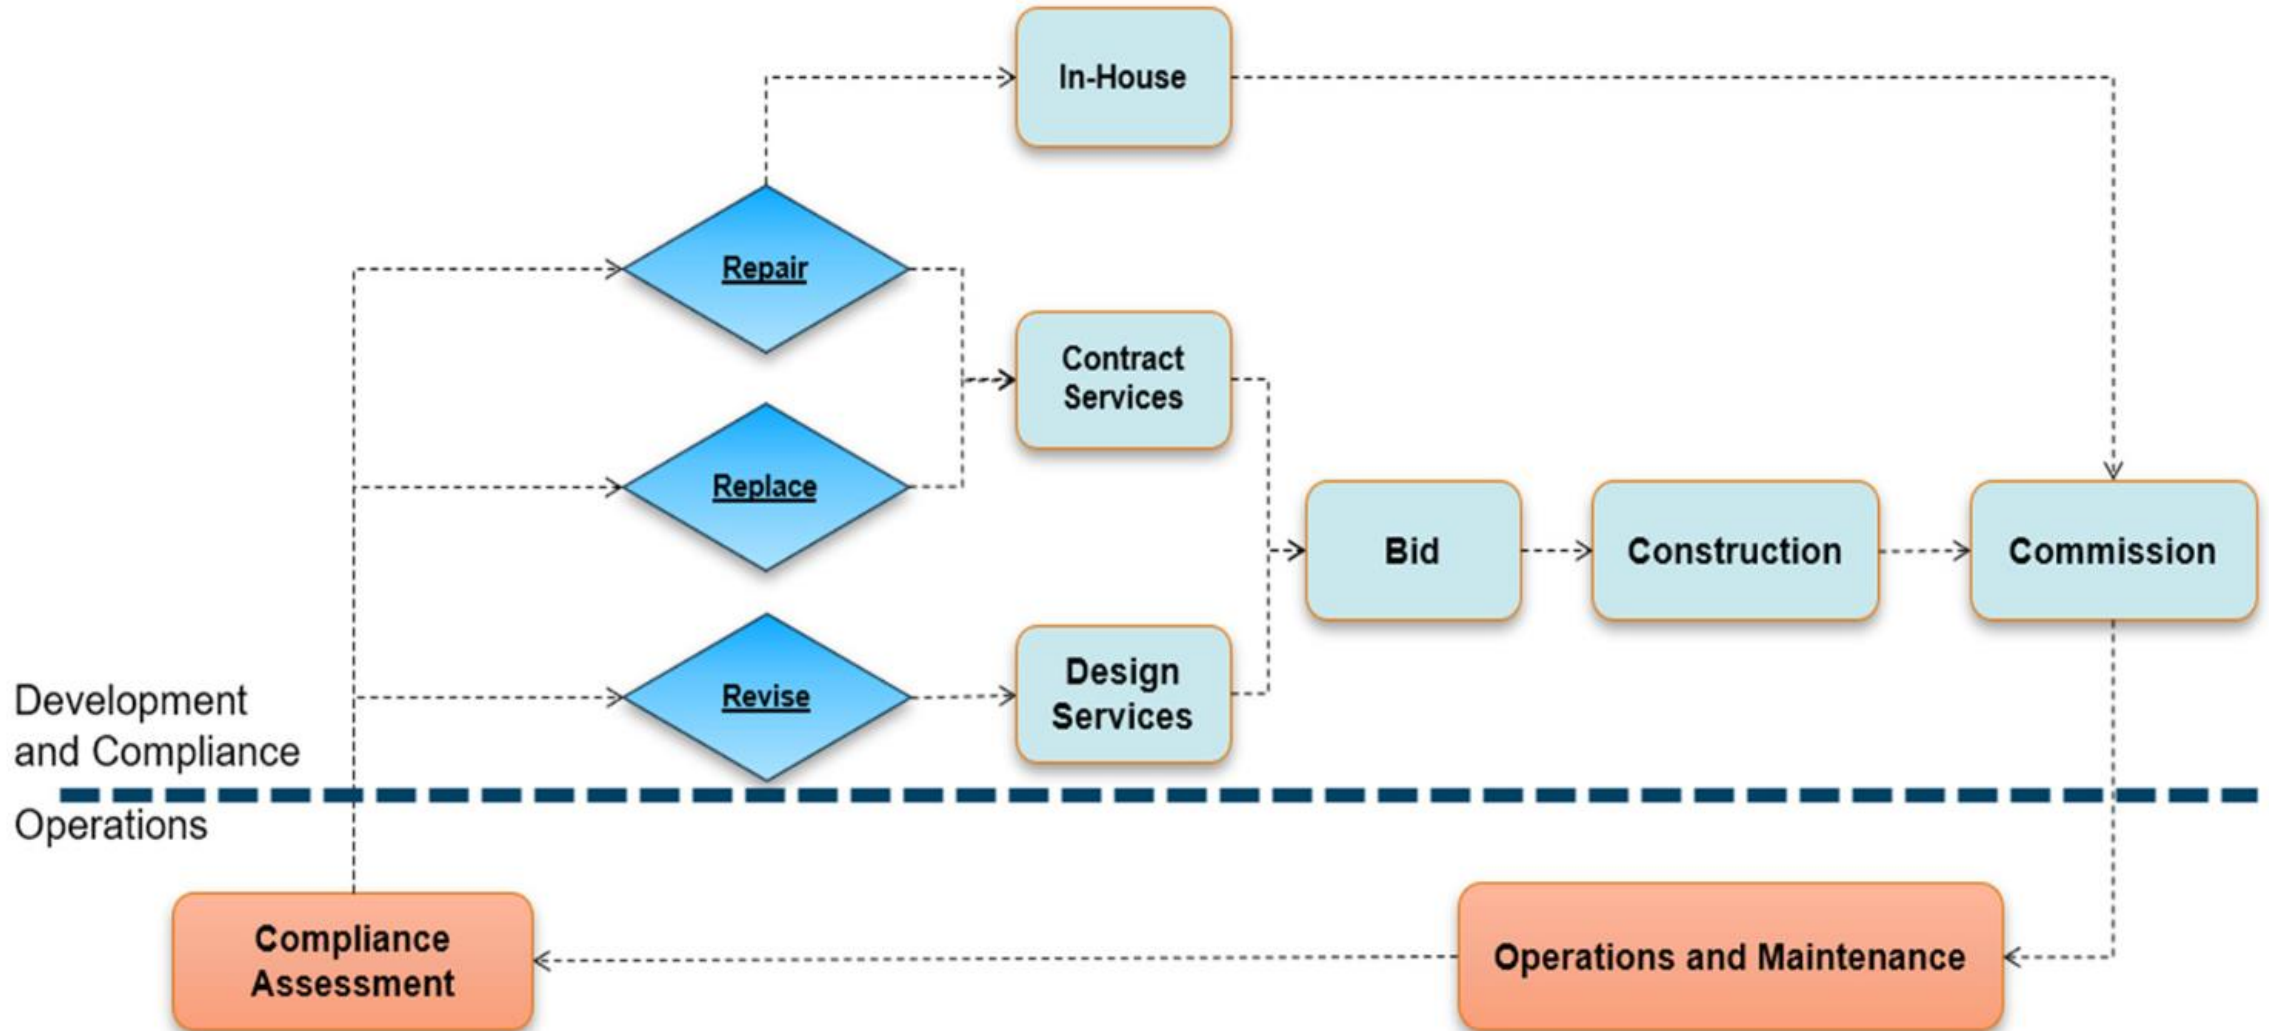 In-House
Repair
Contract
Services
Replace
Bid
Construction
Commission
Revise
Design
Services
Development
and Compliance
Operations
Compliance
Assessment
Operations and Maintenance